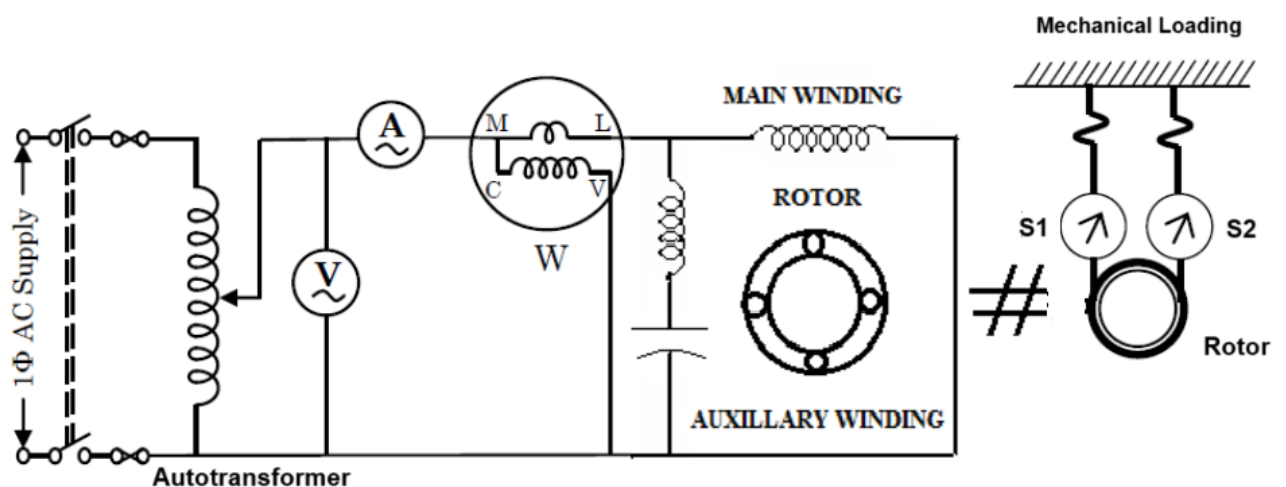 Mechanical Loading
MAIN WINDING
A
M
L
C
V
W
ROTOR
S1
S2
1Φ AC Supply
V
Rotor
AUXILLARY WINDING
Autotransformer